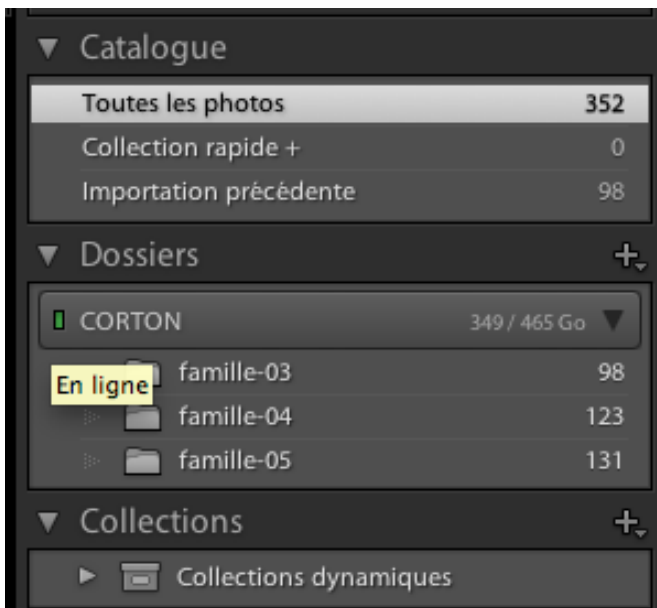 Catalogue
Toutes les photos 352
Collection rapide + 0
Importation précédente 98
Dossiers
CORTON 349 / 465 Go
famille-03 98
En ligne
famille-04 123
famille-05 131
Collections
Collections dynamiques